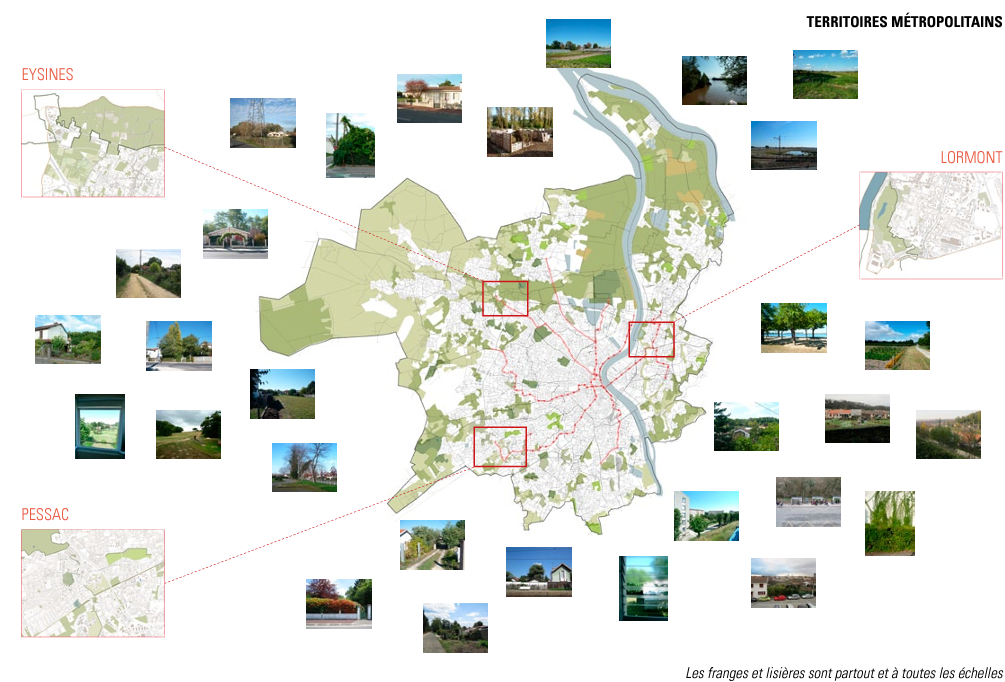 TERRITOIRES MÉTROPOLITAINS
EYSINES
LORMONT
PESSAC
Les franges et lisières sont partout et à toutes les échelles